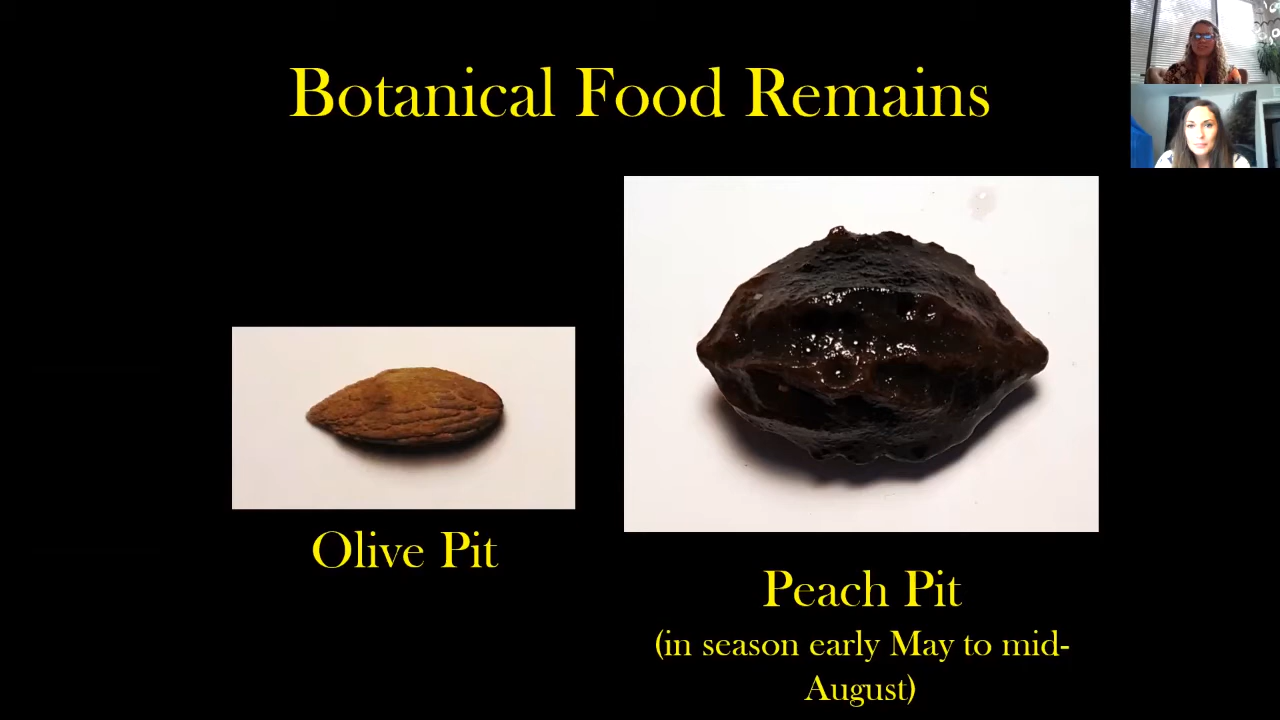 Botanical Food Remains
Olive Pit
Peach Pit
(in season early May to mid-
August)